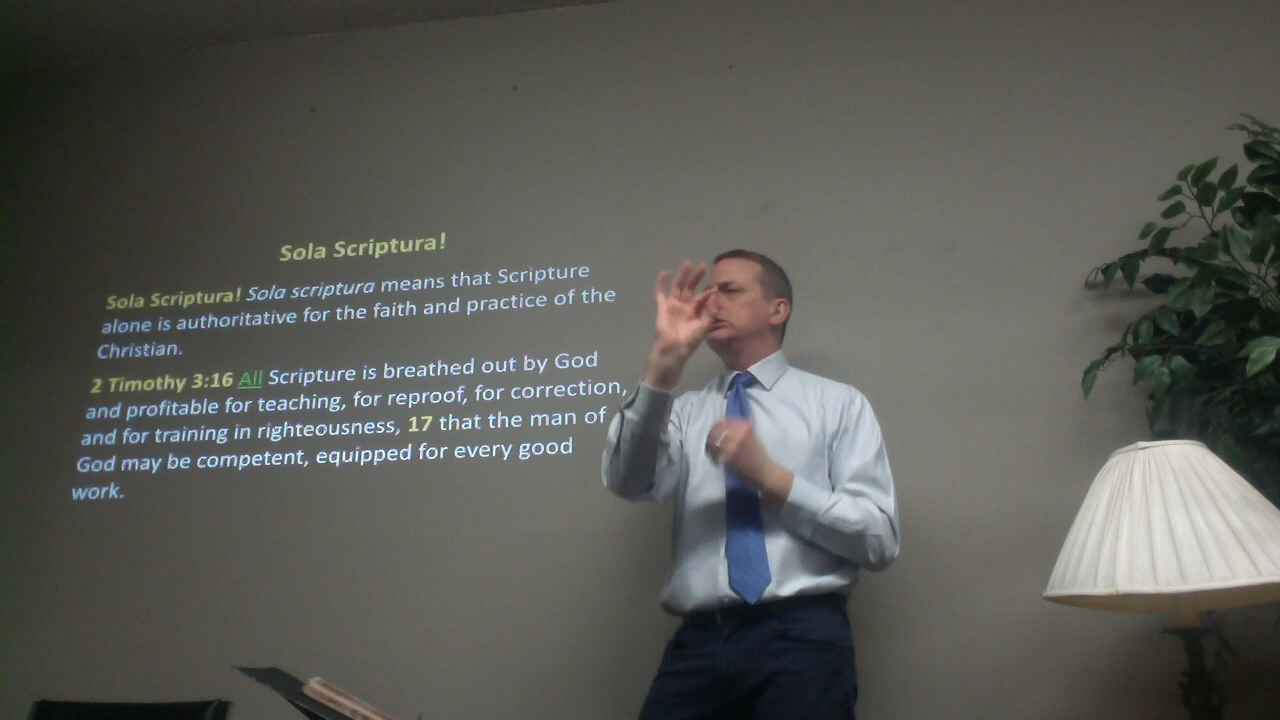 Sola Scriptura!
Sola Scriptura! Sola scriptura means that Scripture
alone is authoritative for the faith and practice of the
Christian.
2 Timothy 3:16 All Scripture is breathed out by God
and profitable for teaching, for reproof, for correction,
and for training in righteousness, 17 that the man of
God may be competent, equipped for every good
work.